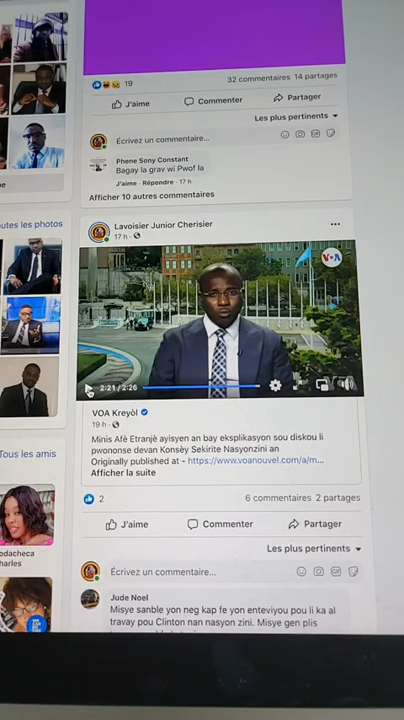 19
32 commentaires 14 partages
J'aime
Commenter
Partager
Les plus pertinents
Écrivez un commentaire...
Phene Sony Constant
Bagay la grav wi Pwof la
J'aime · Répondre · 17 h
Afficher 10 autres commentaires
utes les photos
Lavoisier Junior Cherisier
17 h ·
VOA
2:21 / 2:26
VOA Kreyòl
19 h ·
Minis Afè Etranjè ayisyen an bay eksplikasyon sou diskou li
pwononse devan Konsèy Sekirite Nasyonzini an
Originally published at - https://www.voanouvel.com/a/m...
Afficher la suite
Tous les amis
2
6 commentaires 2 partages
J'aime
Commenter
Partager
Les plus pertinents
odacheca
harles
Écrivez un commentaire...
Jude Noel
Misye sanble yon neg kap fe yon enteviyou pou li ka al
travay pou Clinton nan nasyon zini. Misye gen plis